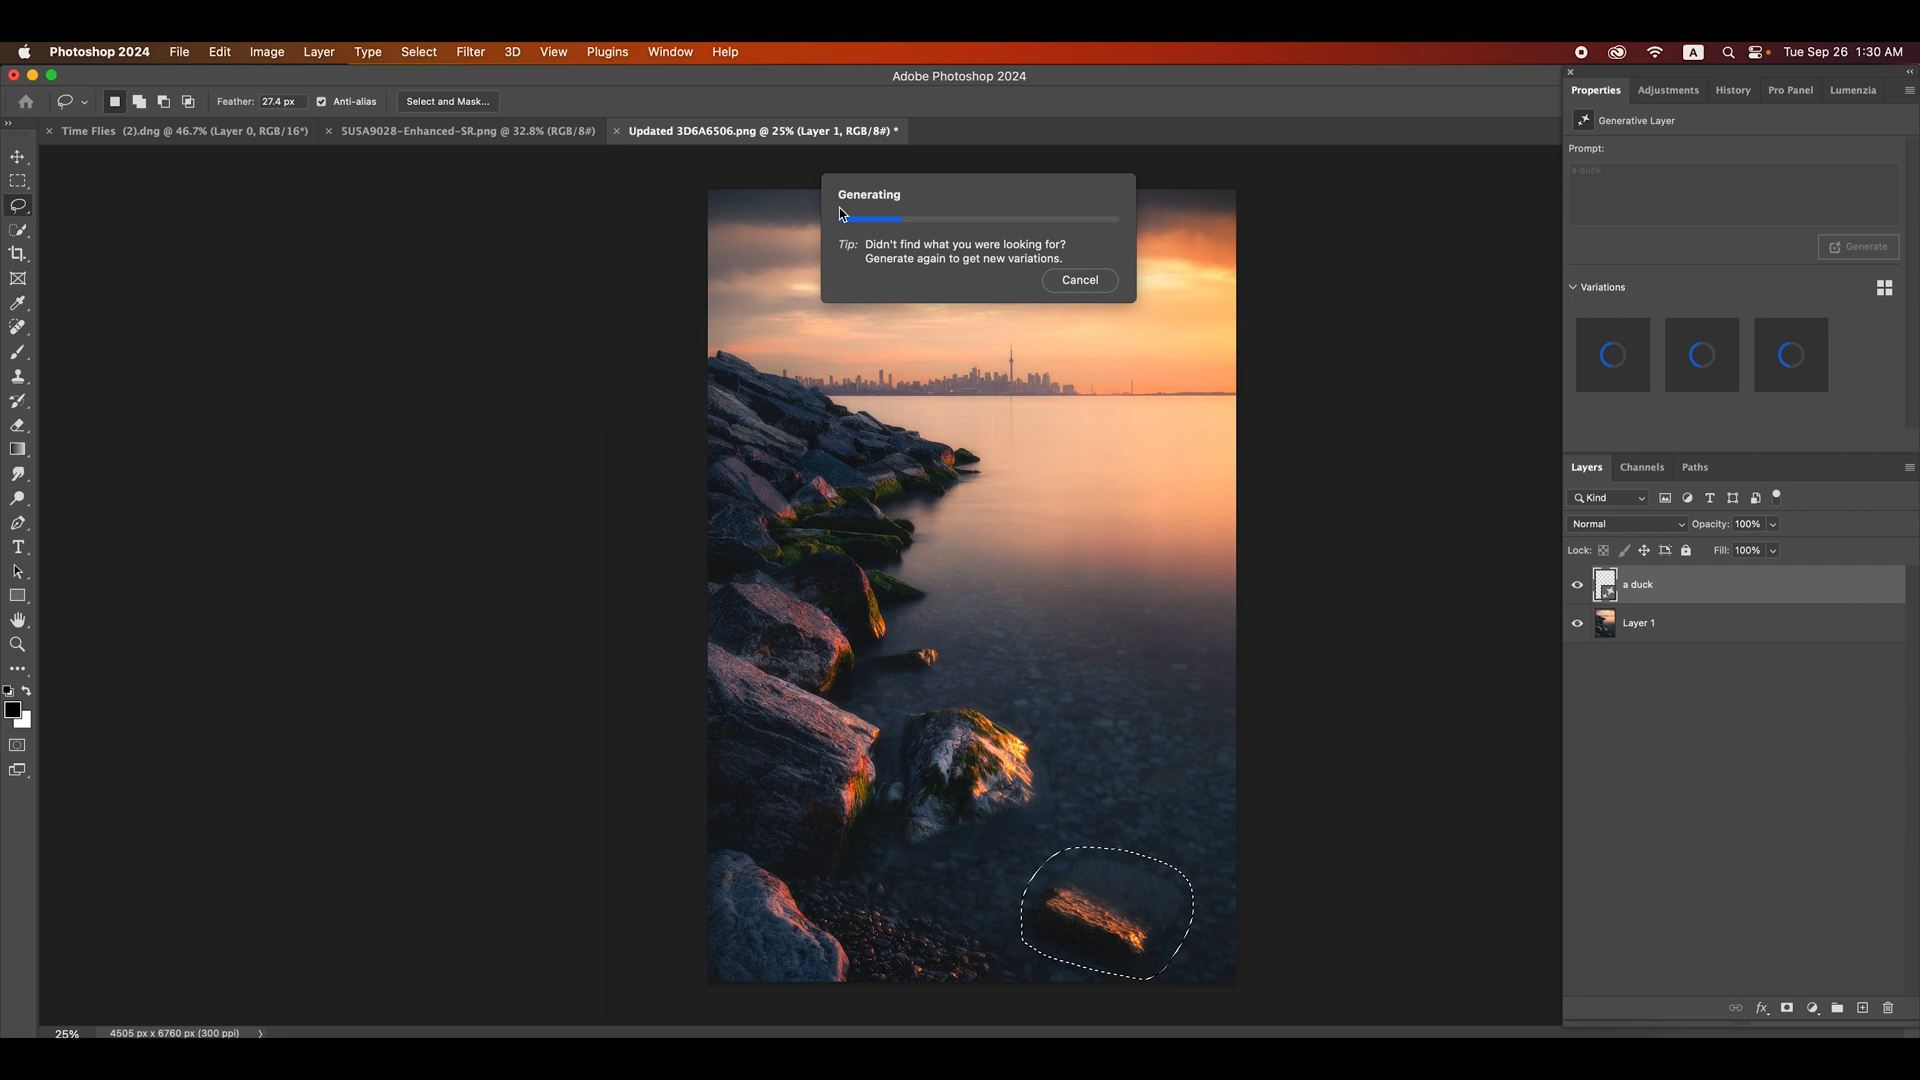 Photoshop 2024 File Edit Image Layer Type Select Filter 3D View Plugins Window Help A Tue Sep 26 1:30 AM
Adobe Photoshop 2024
Feather: 27.4 px Anti-alias Select and Mask...
Time Flies (2).dng @ 46.7% (Layer 0, RGB/16*) 5U5A9028-Enhanced-SR.png @ 32.8% (RGB/8#) Updated 3D6A6506.png @ 25% (Layer 1, RGB/8#) *
Generating
Tip: Didn't find what you were looking for?
Generate again to get new variations.
Cancel
Properties Adjustments History Pro Panel Lumenzia
Generative Layer
Prompt:
a duck
Generate
Variations
Layers Channels Paths
Kind
Normal Opacity: 100%
Lock: Fill: 100%
a duck
Layer 1
fx
25% 4505 px x 6760 px (300 ppi)